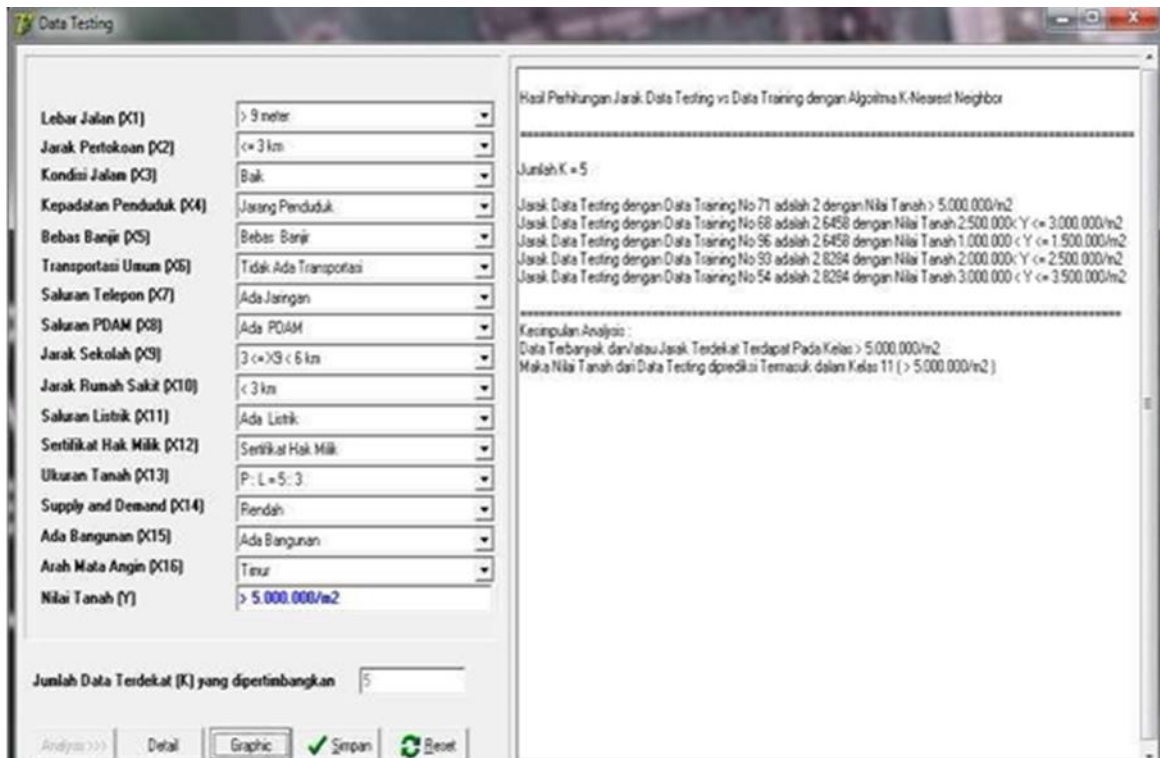 Data Testing
Lebar Jalan (X1)
> 9 meter
Jarak Pertokoan (X2)
<= 3 km
Kondisi Jalam (X3)
Baik
Kepadatan Penduduk (X4)
Jarang Penduduk
Bebas Banjir (X5)
Bebas Banjir
Transportasi Umum (X6)
Tidak Ada Transportasi
Saluran Telepon (X7)
Ada Jaringan
Saluran PDAM (X8)
Ada PDAM
Jarak Sekolah (X9)
3 <= X9 < 6 km
Jarak Rumah Sakit (X10)
< 3 km
Saluran Listrik (X11)
Ada Listrik
Sertifikat Hak Milik (X12)
Sertifikat Hak Milik
Ukuran Tanah (X13)
P : L = 5 : 3
Supply and Demand (X14)
Rendah
Ada Bangunan (X15)
Ada Bangunan
Arah Mata Angin (X16)
Timur
Nilai Tanah (Y)
> 5.000.000/m2
Jumlah Data Terdekat (K) yang dipertimbangkan 5
Analysis >>> Detail Graphic Simpan Reset
Hasil Perhitungan Jarak Data Testing vs Data Training dengan Algoritma K-Nearest Neighbor
Jumlah K = 5
Jarak Data Testing dengan Data Training No 71 adalah 2 dengan Nilai Tanah > 5.000.000/m2
Jarak Data Testing dengan Data Training No 68 adalah 2.6458 dengan Nilai Tanah 2.500.000< Y <= 3.000.000/m2
Jarak Data Testing dengan Data Training No 96 adalah 2.6458 dengan Nilai Tanah 1.000.000 < Y <= 1.500.000/m2
Jarak Data Testing dengan Data Training No 93 adalah 2.8284 dengan Nilai Tanah 2.000.000< Y <= 2.500.000/m2
Jarak Data Testing dengan Data Training No 54 adalah 2.8284 dengan Nilai Tanah 3.000.000 < Y <= 3.500.000/m2
Kesimpulan Analysis :
Data Terbanyak dan/atau Jarak Terdekat Terdapat Pada Kelas > 5.000.000/m2
Maka Nilai Tanah dari Data Testing diprediksi Termasuk dalam Kelas 11 ( > 5.000.000/m2 )